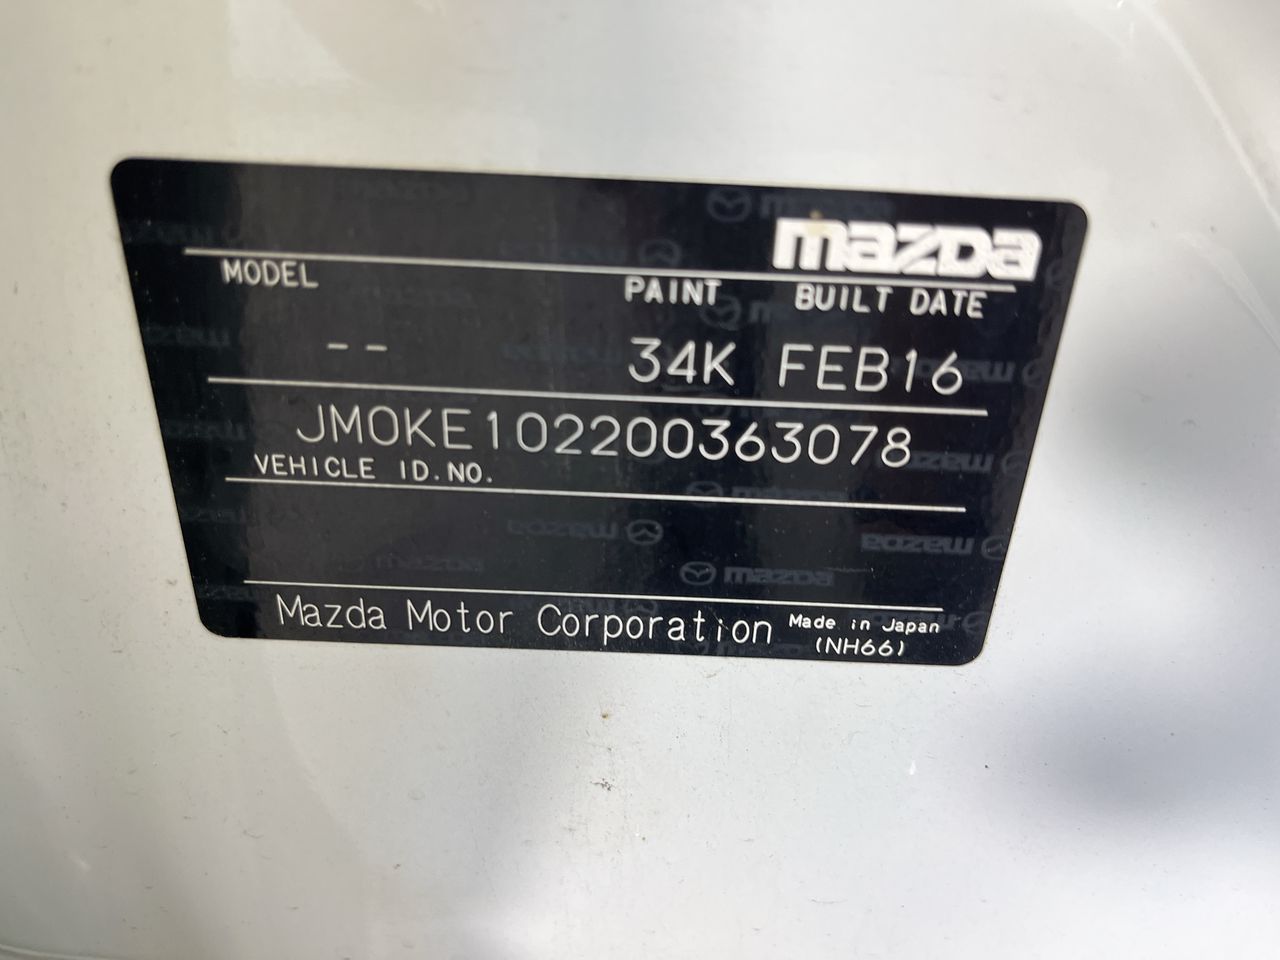 mazda
MODEL PAINT BUILT DATE
-- 34K FEB16
JM0KE102200363078
VEHICLE ID.NO.
Mazda Motor Corporation Made in Japan
(NH66)